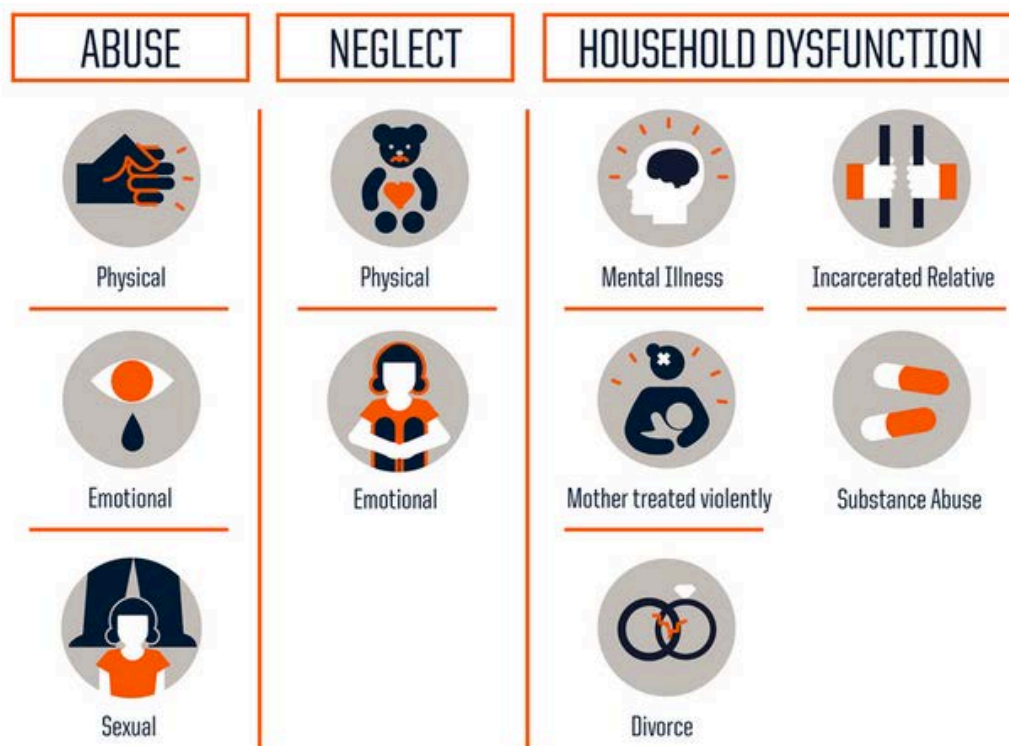 ABUSE
NEGLECT
HOUSEHOLD DYSFUNCTION
Physical
Physical
Mental Illness
Incarcerated Relative
Emotional
Emotional
Mother treated violently
Substance Abuse
Sexual
Divorce